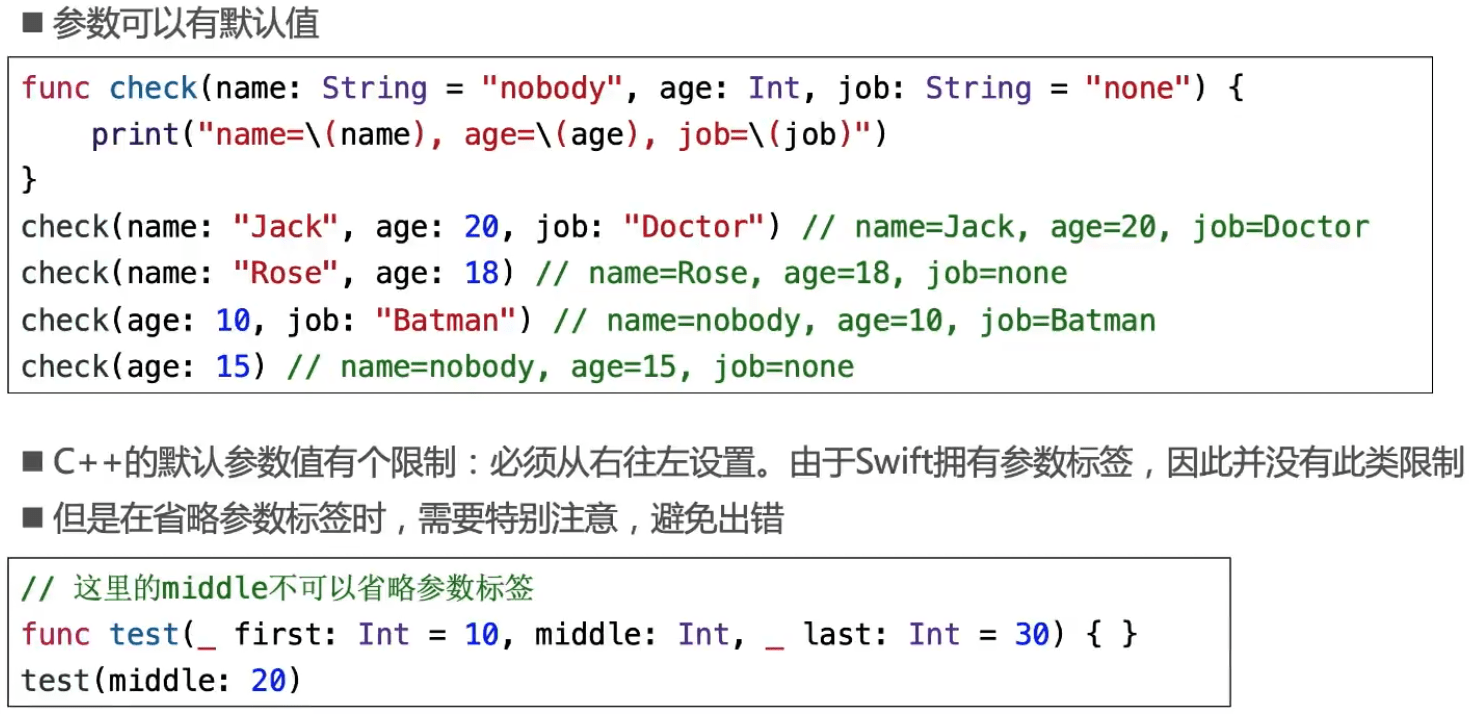 ■ 参数可以有默认值
func check(name: String = "nobody", age: Int, job: String = "none") {
    print("name=\(name), age=\(age), job=\(job)")
}
check(name: "Jack", age: 20, job: "Doctor") // name=Jack, age=20, job=Doctor
check(name: "Rose", age: 18) // name=Rose, age=18, job=none
check(age: 10, job: "Batman") // name=nobody, age=10, job=Batman
check(age: 15) // name=nobody, age=15, job=none
■ C++的默认参数值有个限制：必须从右往左设置。由于Swift拥有参数标签，因此并没有此类限制
■ 但是在省略参数标签时，需要特别注意，避免出错
// 这里的middle不可以省略参数标签
func test(_ first: Int = 10, middle: Int, _ last: Int = 30) { }
test(middle: 20)